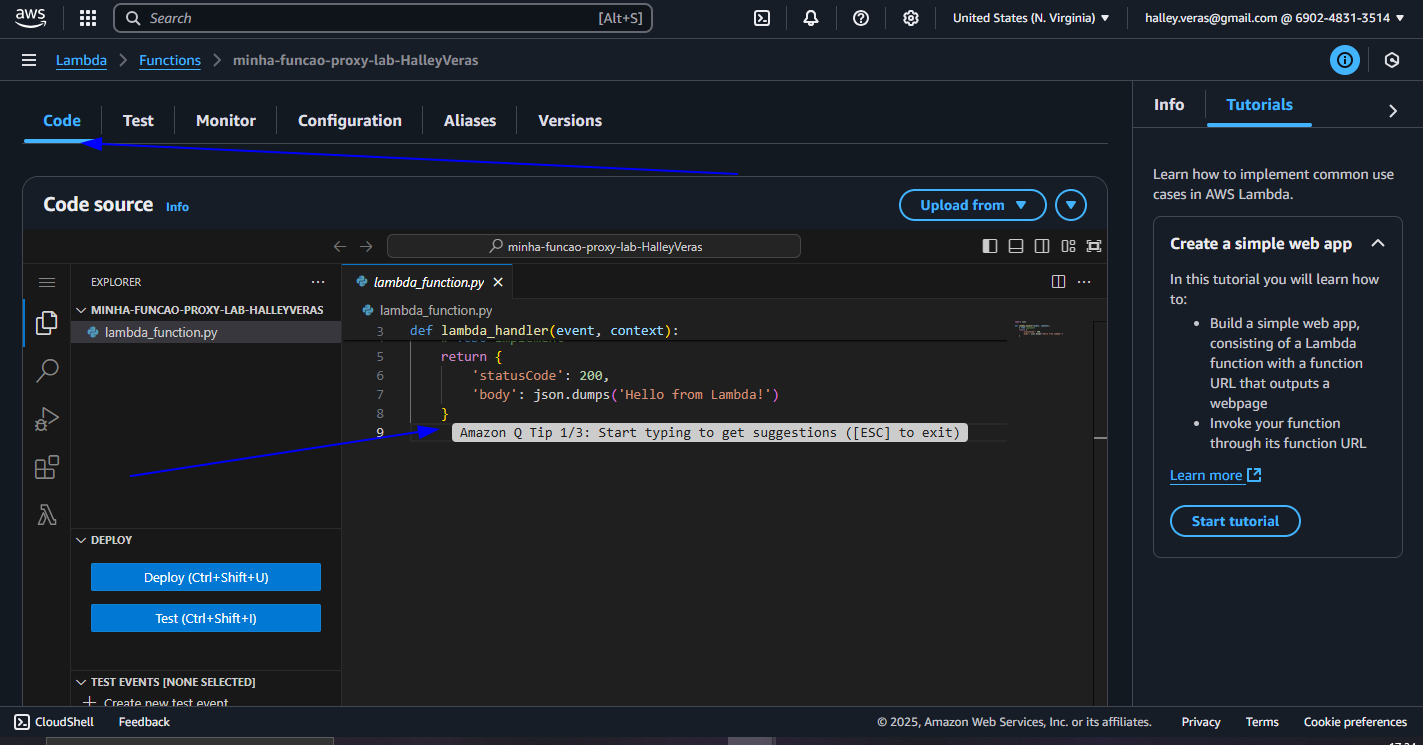 aws
Search [Alt+S]
United States (N. Virginia)
halley.veras@gmail.com @ 6902-4831-3514
Lambda
Functions
minha-funcao-proxy-lab-HalleyVeras
Code
Test
Monitor
Configuration
Aliases
Versions
Code source Info
Upload from
minha-funcao-proxy-lab-HalleyVeras
EXPLORER
MINHA-FUNCAO-PROXY-LAB-HALLEYVERAS
lambda_function.py
DEPLOY
Deploy (Ctrl+Shift+U)
Test (Ctrl+Shift+I)
TEST EVENTS [NONE SELECTED]
Create new test event
lambda_function.py
lambda_function.py
3 def lambda_handler(event, context):
5 return {
6 'statusCode': 200,
7 'body': json.dumps('Hello from Lambda!')
8 }
9 Amazon Q Tip 1/3: Start typing to get suggestions ([ESC] to exit)
Info
Tutorials
Learn how to implement common use
cases in AWS Lambda.
Create a simple web app
In this tutorial you will learn how
to:
• Build a simple web app,
consisting of a Lambda
function with a function
URL that outputs a
webpage
• Invoke your function
through its function URL
Learn more
Start tutorial
CloudShell
Feedback
© 2025, Amazon Web Services, Inc. or its affiliates.
Privacy
Terms
Cookie preferences